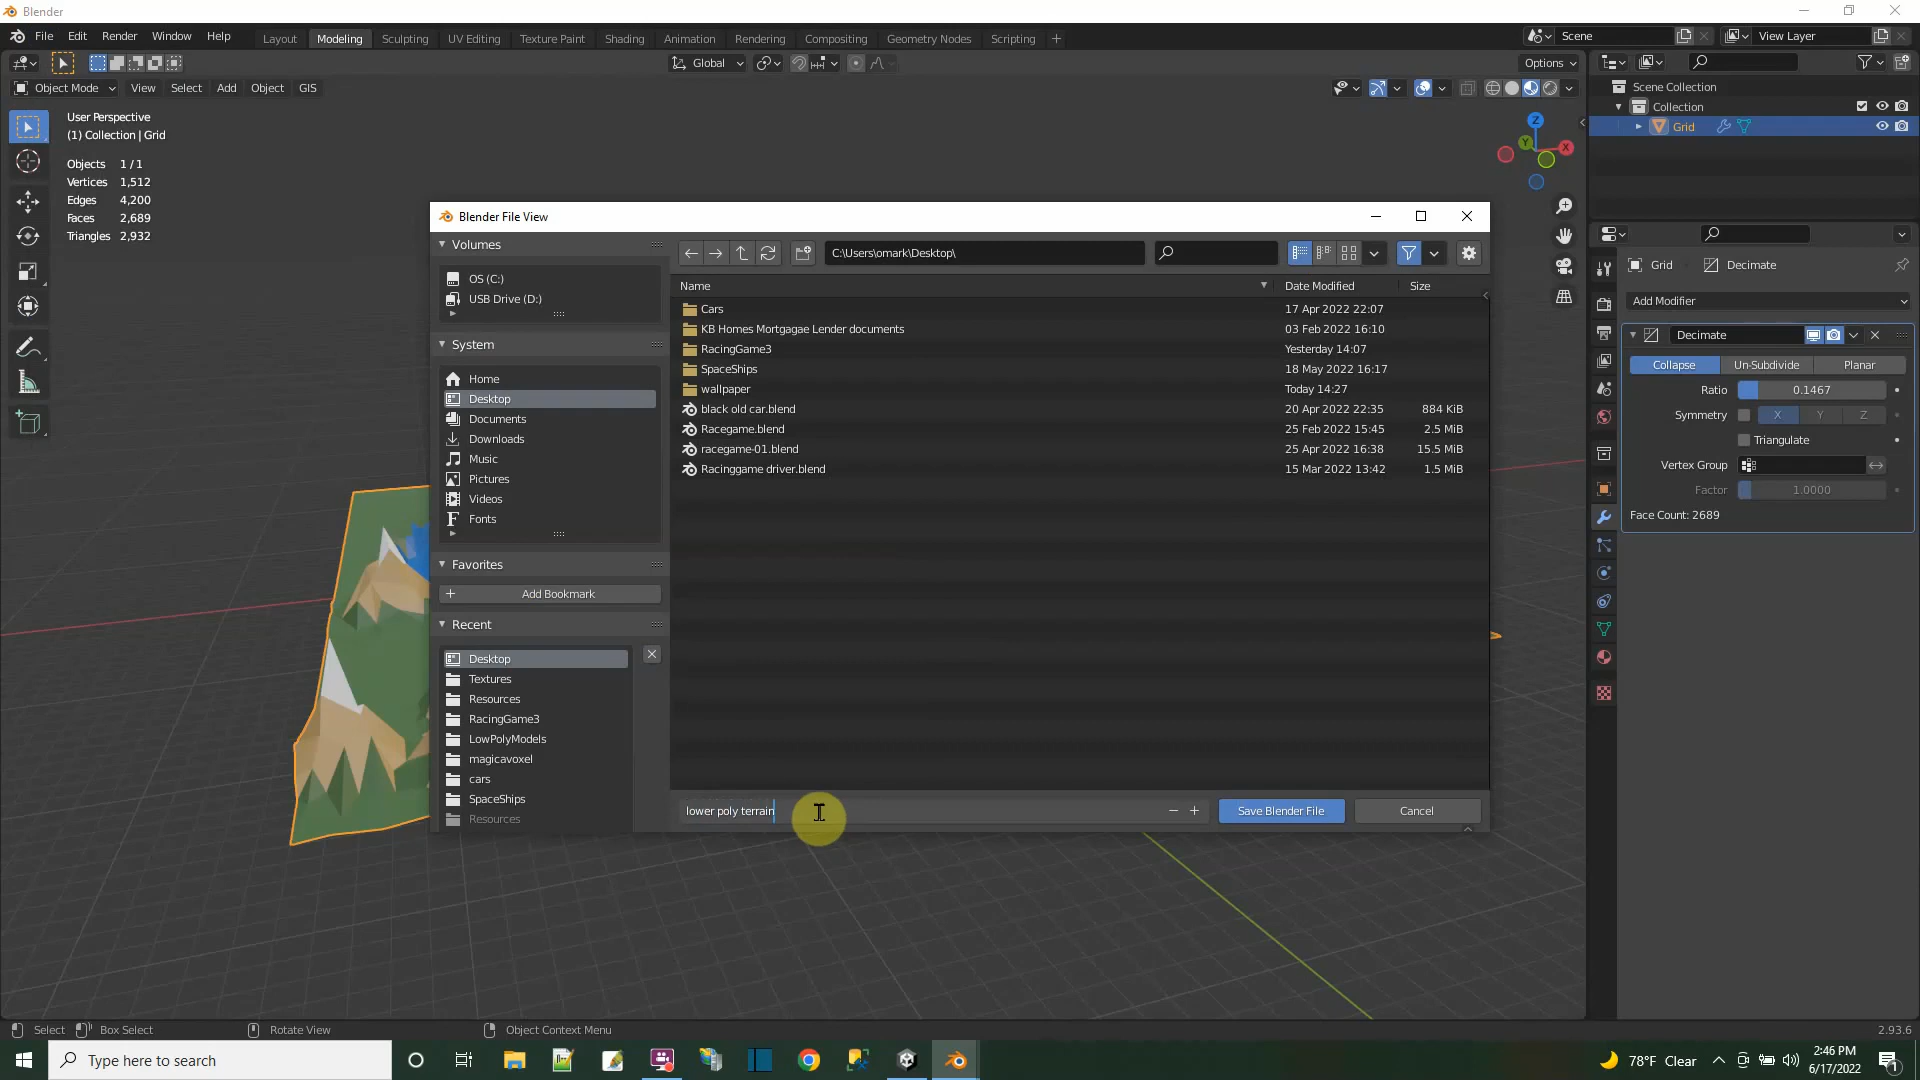 Blender
File Edit Render Window Help Layout Modeling Sculpting UV Editing Texture Paint Shading Animation Rendering Compositing Geometry Nodes Scripting + Scene View Layer
Global Options
Object Mode View Select Add Object GIS
User Perspective
(1) Collection | Grid
Objects 1 / 1
Vertices 1,512
Edges 4,200
Faces 2,689
Triangles 2,932
Z
Y
X
Scene Collection
Collection
Grid
Grid Decimate
Add Modifier
Decimate
Collapse Un-Subdivide Planar
Ratio 0.1467
Symmetry X Y Z
Triangulate
Vertex Group
Factor 1.0000
Face Count: 2689
Blender File View
Volumes
OS (C:)
USB Drive (D:)
System
Home
Desktop
Documents
Downloads
Music
Pictures
Videos
Fonts
Favorites
Add Bookmark
Recent
Desktop
Textures
Resources
RacingGame3
LowPolyModels
magicavoxel
cars
SpaceShips
Resources
C:\Users\omark\Desktop\
Name Date Modified Size
Cars 17 Apr 2022 22:07
KB Homes Mortgagae Lender documents 03 Feb 2022 16:10
RacingGame3 Yesterday 14:07
SpaceShips 18 May 2022 16:17
wallpaper Today 14:27
black old car.blend 20 Apr 2022 22:35 884 KiB
Racegame.blend 25 Feb 2022 15:45 2.5 MiB
racegame-01.blend 25 Apr 2022 16:38 15.5 MiB
Racinggame driver.blend 15 Mar 2022 13:42 1.5 MiB
lower poly terrain Save Blender File Cancel
Select Box Select Rotate View Object Context Menu 2.93.6
Type here to search
78°F Clear
2:46 PM
6/17/2022
1